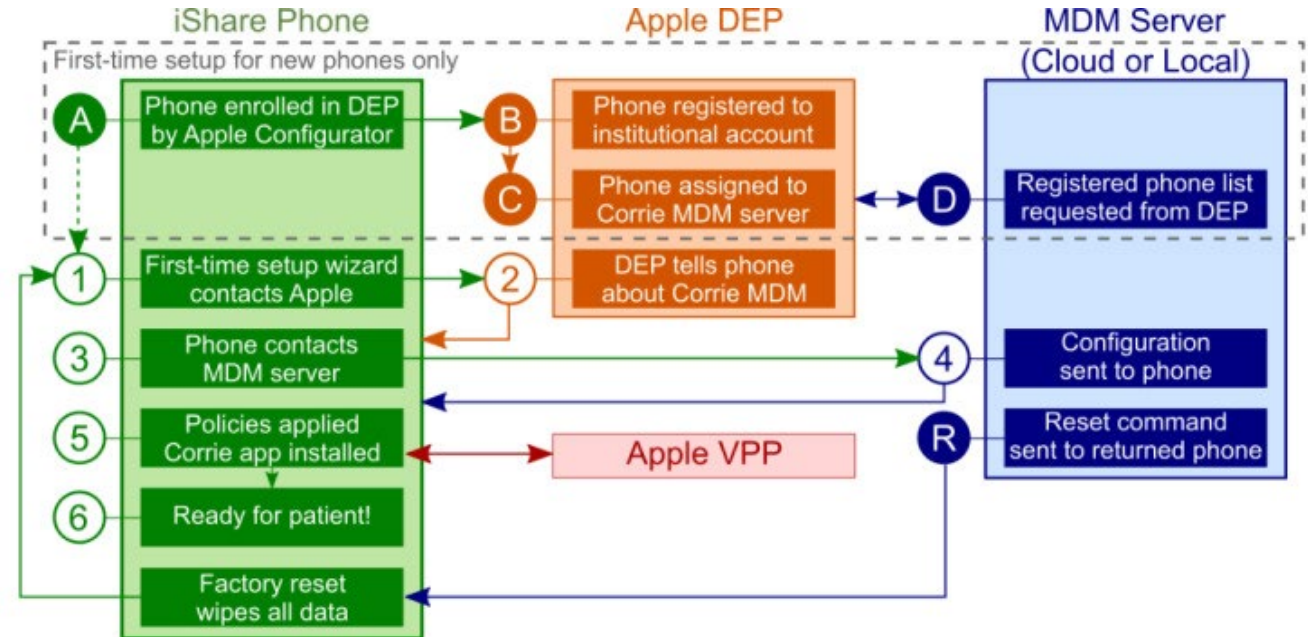 iShare Phone
Apple DEP
MDM Server
(Cloud or Local)
First-time setup for new phones only
A
Phone enrolled in DEP
by Apple Configurator
B
Phone registered to
institutional account
C
Phone assigned to
Corrie MDM server
D
Registered phone list
requested from DEP
1
First-time setup wizard
contacts Apple
2
DEP tells phone
about Corrie MDM
3
Phone contacts
MDM server
4
Configuration
sent to phone
5
Policies applied
Corrie app installed
Apple VPP
R
Reset command
sent to returned phone
6
Ready for patient!
Factory reset
wipes all data